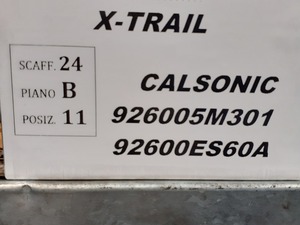 X-TRAIL
SCAFF. 24
PIANO B
POSIZ. 11
CALSONIC
926005M301
92600ES60A